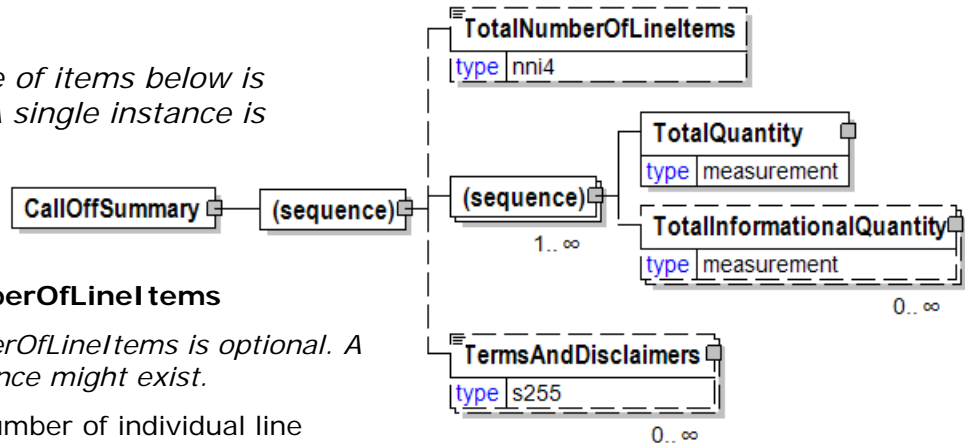 e of items below is
A single instance is
berOfLineItems
erOfLineItems is optional. A
nce might exist.
umber of individual line
CallOffSummary
(sequence)
TotalNumberOfLineItems
type nni4
(sequence)
1.. ∞
TotalQuantity
type measurement
TotalInformationalQuantity
type measurement
0.. ∞
TermsAndDisclaimers
type s255
0.. ∞